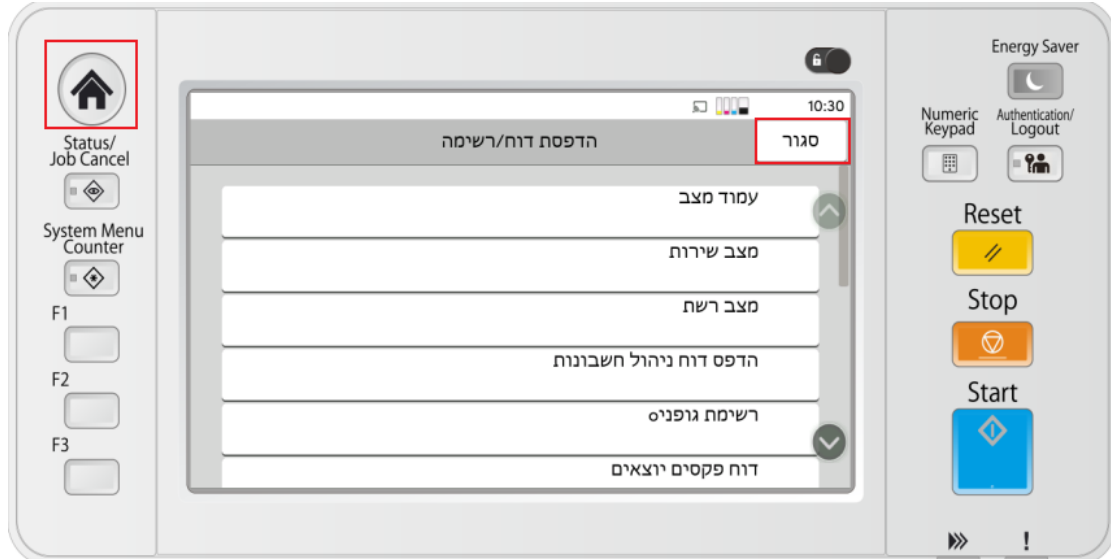 Energy Saver
10:30
Numeric
Keypad
Authentication/
Logout
Status/
Job Cancel
הדפסת דוח/רשימה
סגור
עמוד מצב
Reset
System Menu
Counter
מצב שירות
F1
מצב רשת
Stop
הדפס דוח ניהול חשבונות
F2
Start
רשימת גופניס
F3
דוח פקסים יוצאים